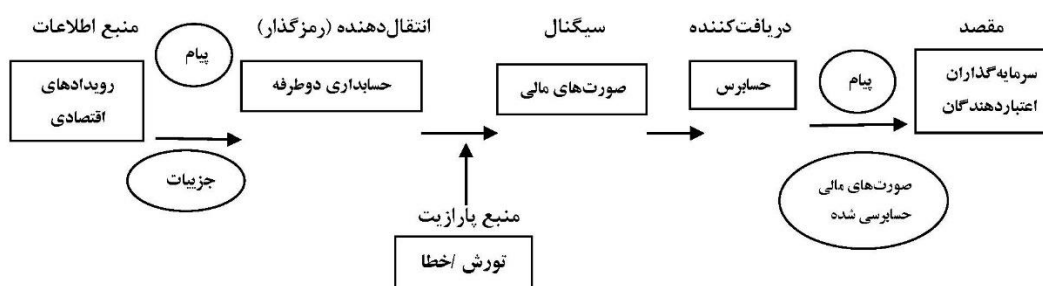 منبع اطلاعات
انتقال‌دهنده (رمزگذار)
سیگنال
دریافت‌کننده
مقصد
رویدادهای
اقتصادی
پیام
جزییات
حسابداری دوطرفه
صورت‌های مالی
حسابرس
پیام
صورت‌های مالی
حسابرسی شده
سرمایه‌گذاران
اعتباردهندگان
منبع پارازیت
تورش /خطا